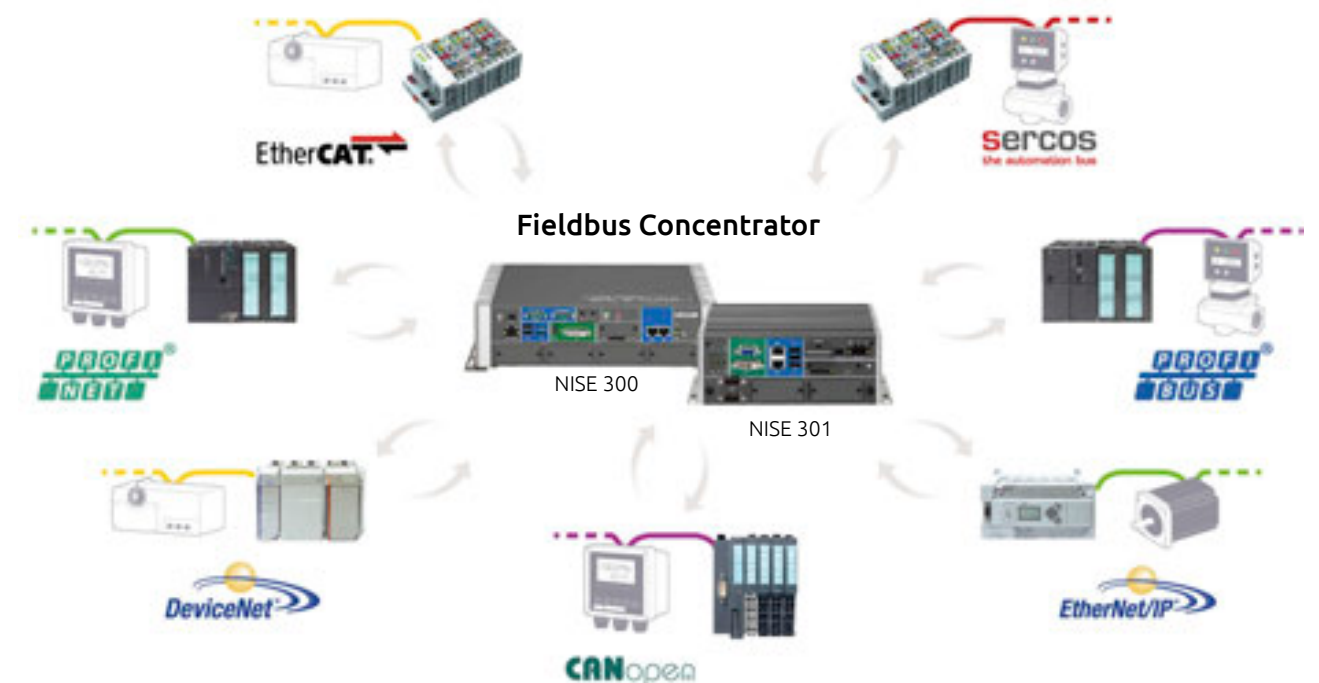 EtherCAT.
sercos
the automation bus
Fieldbus Concentrator
PROFI®
NET
PROFI®
BUS
NISE 300
NISE 301
DeviceNet
EtherNet/IP
CANopen